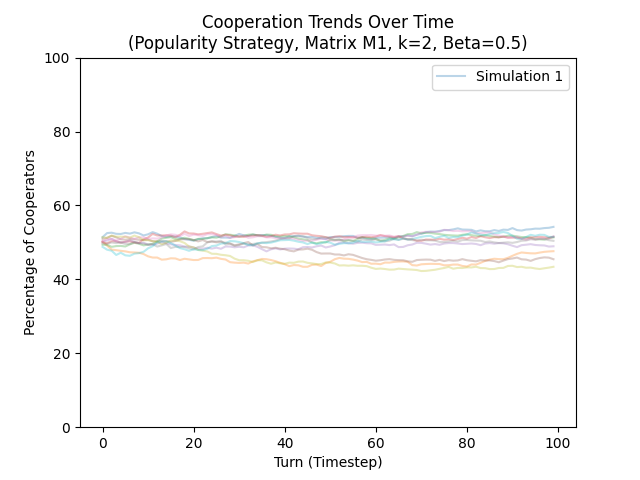 Cooperation Trends Over Time
(Popularity Strategy, Matrix M1, k=2, Beta=0.5)
Simulation 1
Percentage of Cooperators
100
80
60
40
20
0
0 20 40 60 80 100
Turn (Timestep)